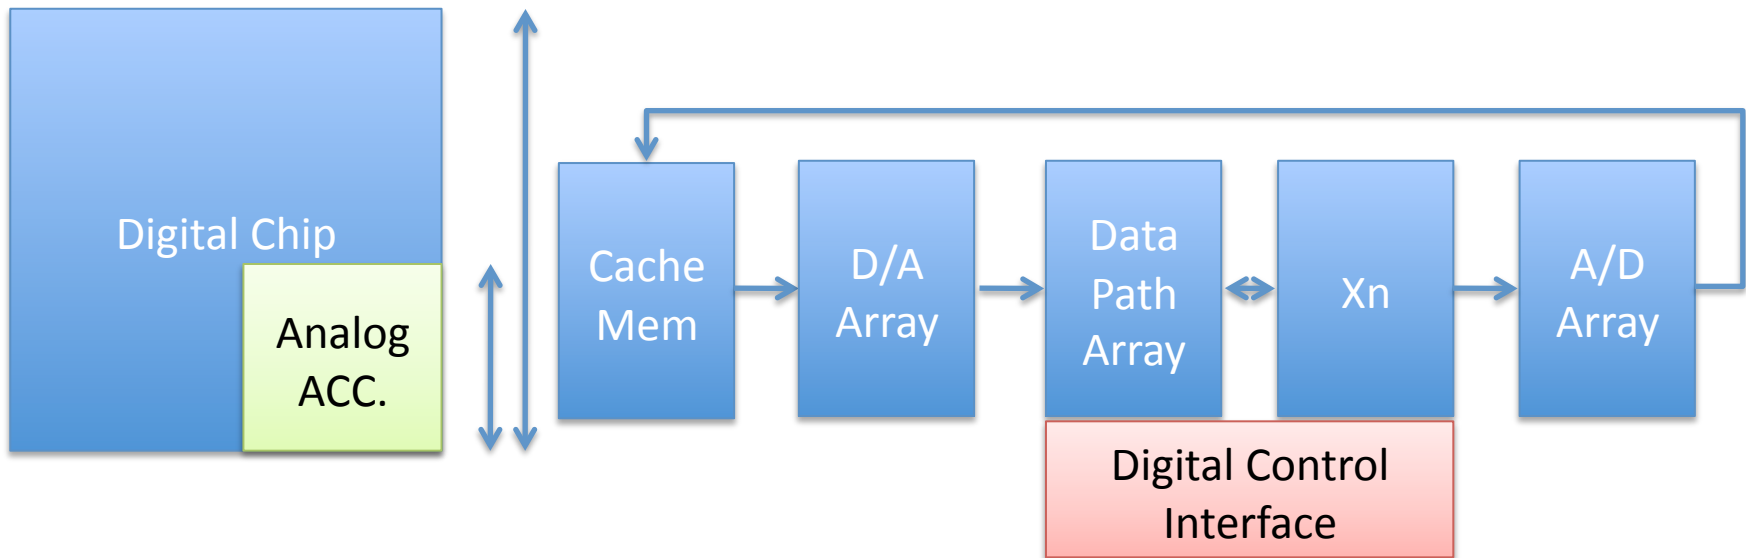 Digital Chip
Analog
ACC.
Cache
Mem
D/A
Array
Data
Path
Array
Xn
A/D
Array
Digital Control
Interface